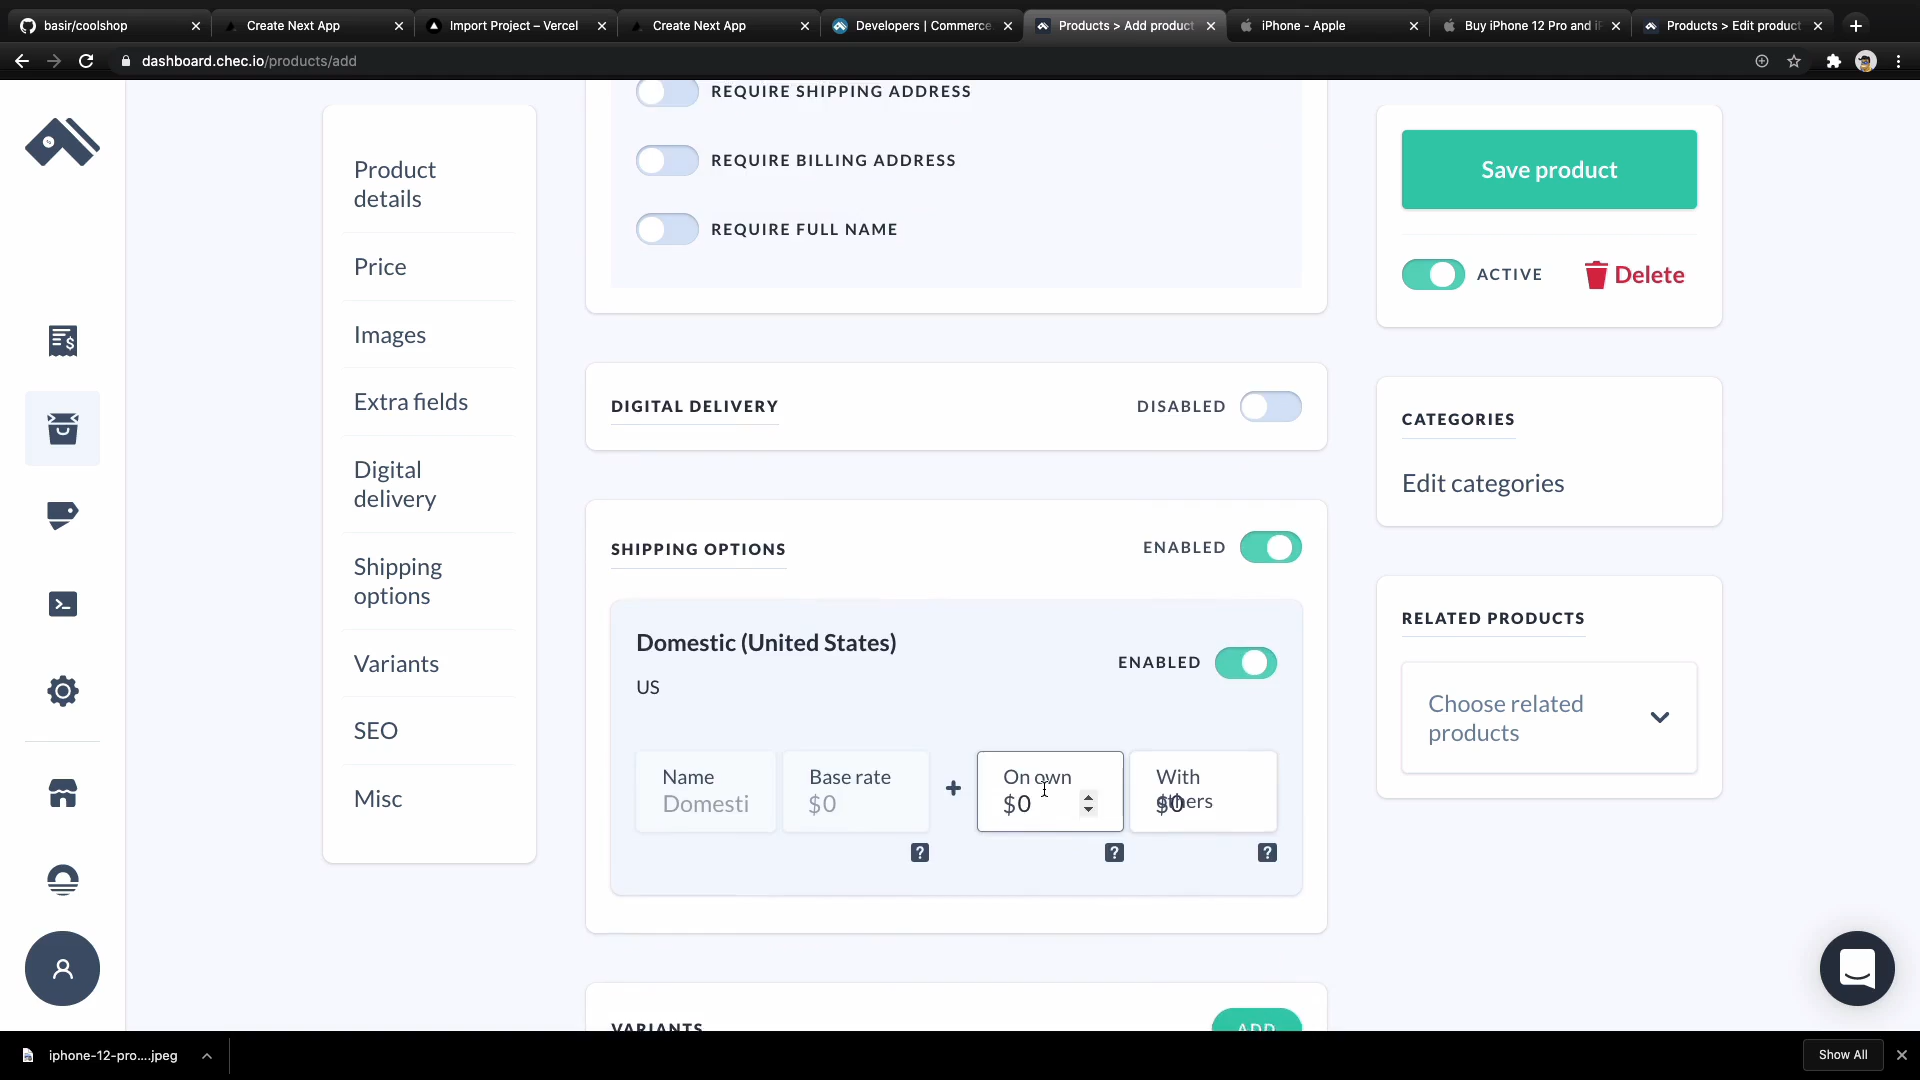 basir/coolshop
Create Next App
Import Project – Vercel
Create Next App
Developers | Commerce
Products > Add product
iPhone - Apple
Buy iPhone 12 Pro and iP
Products > Edit product
dashboard.chec.io/products/add
Product
details
Price
Images
Extra fields
Digital
delivery
Shipping
options
Variants
SEO
Misc
REQUIRE SHIPPING ADDRESS
REQUIRE BILLING ADDRESS
REQUIRE FULL NAME
DIGITAL DELIVERY
DISABLED
SHIPPING OPTIONS
ENABLED
Domestic (United States)
ENABLED
US
Name
Domesti
Base rate
$0
+
On own
$0
With
others
$0
?
?
?
VARIANTS
ADD
Save product
ACTIVE
Delete
CATEGORIES
Edit categories
RELATED PRODUCTS
Choose related
products
iphone-12-pro....jpeg
Show All